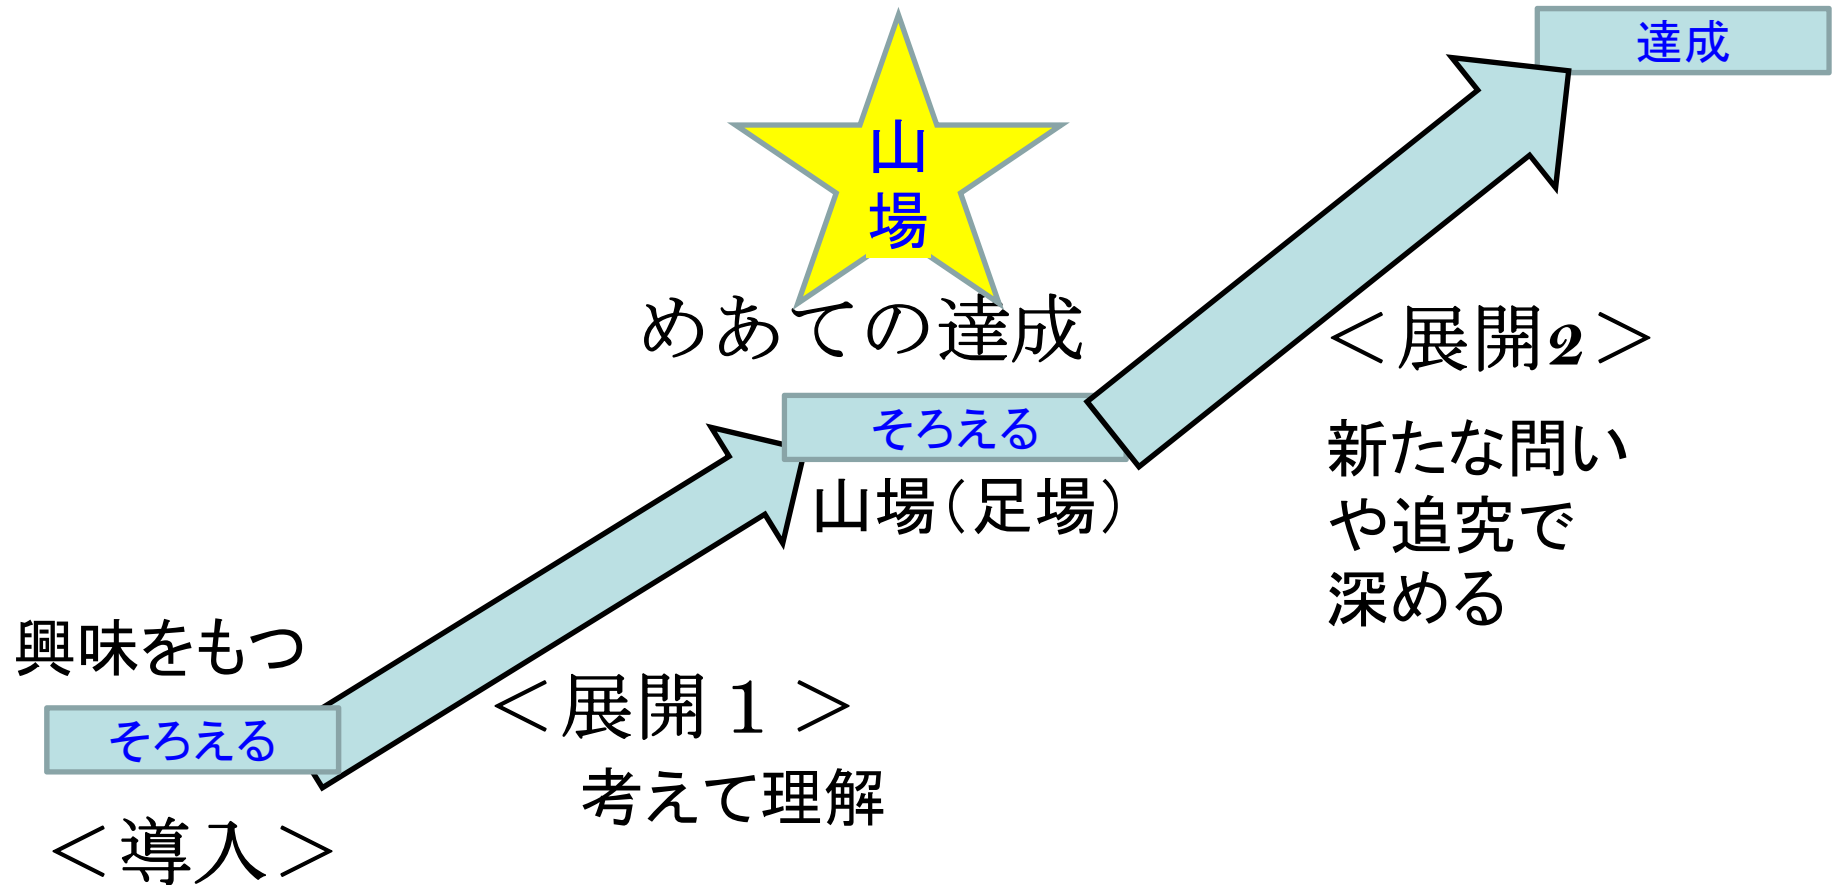 達成
山
場
めあての達成
＜展開2＞
そろえる
新たな問い
山場（足場）
や追究で
深める
興味をもつ
＜展開１＞
そろえる
考えて理解
＜導入＞